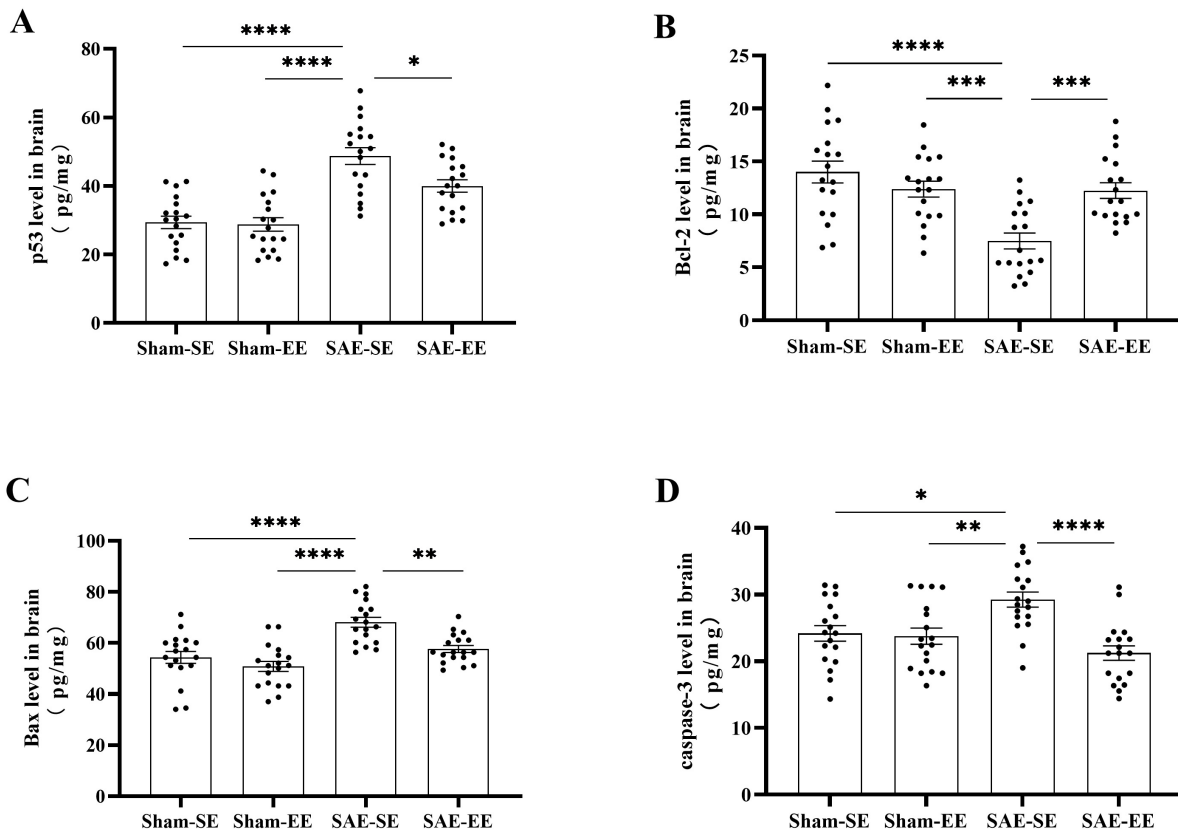 A
p53 level in brain
( pg/mg)
80
60
40
20
0
****
****
*
Sham-SE Sham-EE SAE-SE SAE-EE
B
Bcl-2 level in brain
( pg/mg)
25
20
15
10
5
0
****
***
***
Sham-SE Sham-EE SAE-SE SAE-EE
C
Bax level in brain
( pg/mg)
100
80
60
40
20
0
****
****
**
Sham-SE Sham-EE SAE-SE SAE-EE
D
caspase-3 level in brain
( pg/mg)
40
30
20
10
0
*
**
****
Sham-SE Sham-EE SAE-SE SAE-EE